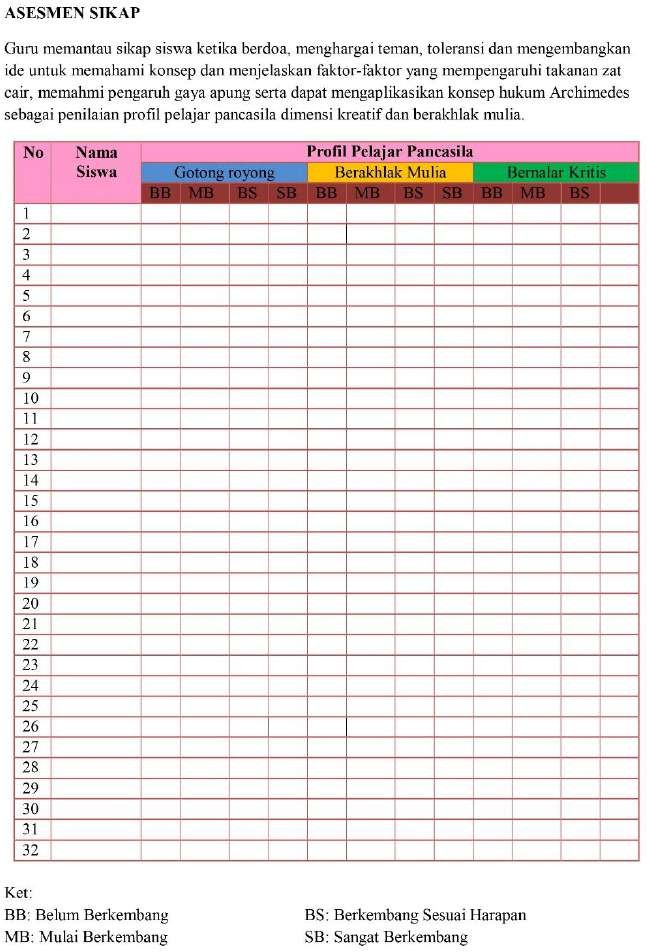 ASESMEN SIKAP
Guru memantau sikap siswa ketika berdoa, menghargai teman, toleransi dan mengembangkan
ide untuk memahami konsep dan menjelaskan faktor-faktor yang mempengaruhi takanan zat
cair, memahmi pengaruh gaya apung serta dapat mengaplikasikan konsep hukum Archimedes
sebagai penilaian profil pelajar pancasila dimensi kreatif dan berakhlak mulia.
No Nama Siswa Profil Pelajar Pancasila
Gotong royong Berakhlak Mulia Bernalar Kritis
BB MB BS SB BB MB BS SB BB MB BS
1
2
3
4
5
6
7
8
9
10
11
12
13
14
15
16
17
18
19
20
21
22
23
24
25
26
27
28
29
30
31
32
Ket:
BB: Belum Berkembang BS: Berkembang Sesuai Harapan
MB: Mulai Berkembang SB: Sangat Berkembang